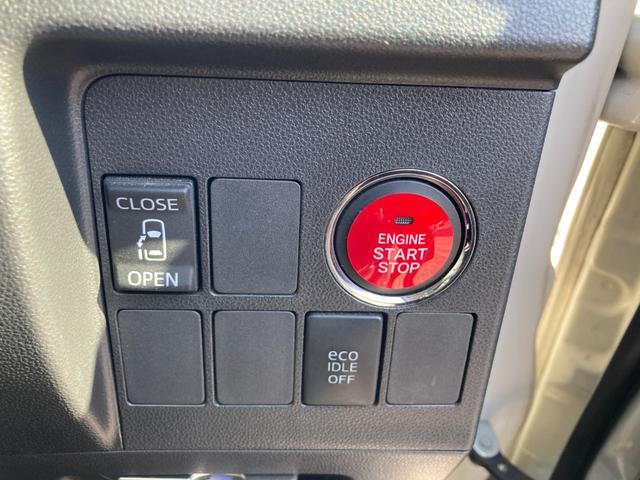 CLOSE
OPEN
ENGINE
START
STOP
eco
IDLE
OFF